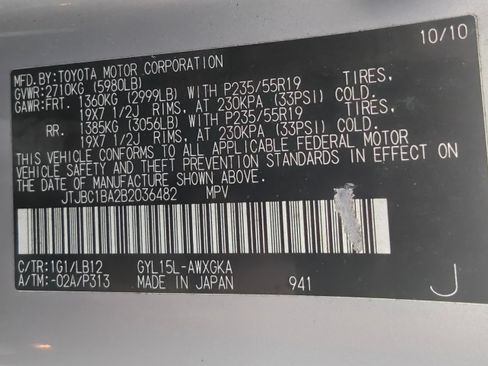 MFD.BY:TOYOTA MOTOR CORPORATION 10/10
GVWR: 2710KG (5980LB)
GAWR:FRT. 1360KG (2999LB) WITH P235/55R19 TIRES,
19X7 1/2J RIMS, AT 230KPA (33PSI) COLD.
RR. 1385KG (3056LB) WITH P235/55R19 TIRES,
19X7 1/2J RIMS, AT 230KPA (33PSI) COLD.
THIS VEHICLE CONFORMS TO ALL APPLICABLE FEDERAL MOTOR
VEHICLE SAFETY AND THEFT PREVENTION STANDARDS IN EFFECT ON
THE DATE OF MANUFACTURE SHOWN ABOVE.
JTJBC1BA2B2036482 MPV
C/TR:1G1/LB12 GYL15L-AWXGKA
A/TM:-02A/P313 MADE IN JAPAN 941 J